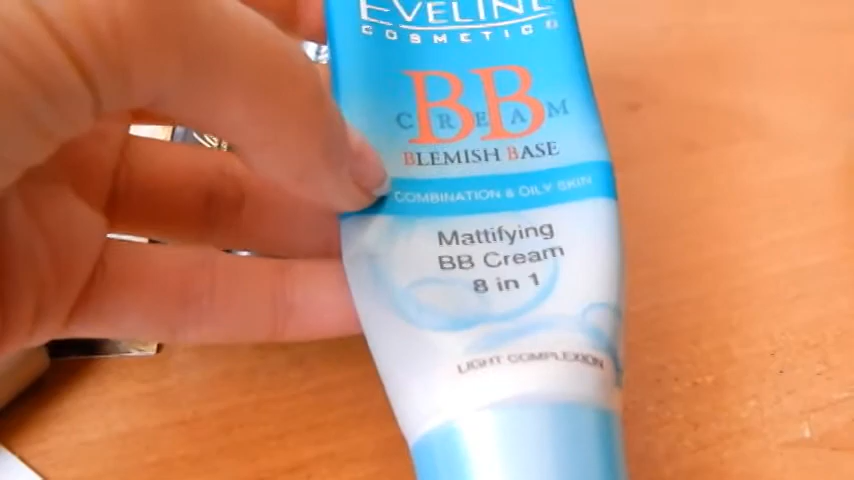 EVELINE
COSMETICS
BB
CREAM
BLEMISH BASE
COMBINATION & OILY SKIN
Mattifying
BB Cream
8 in 1
LIGHT COMPLEXION